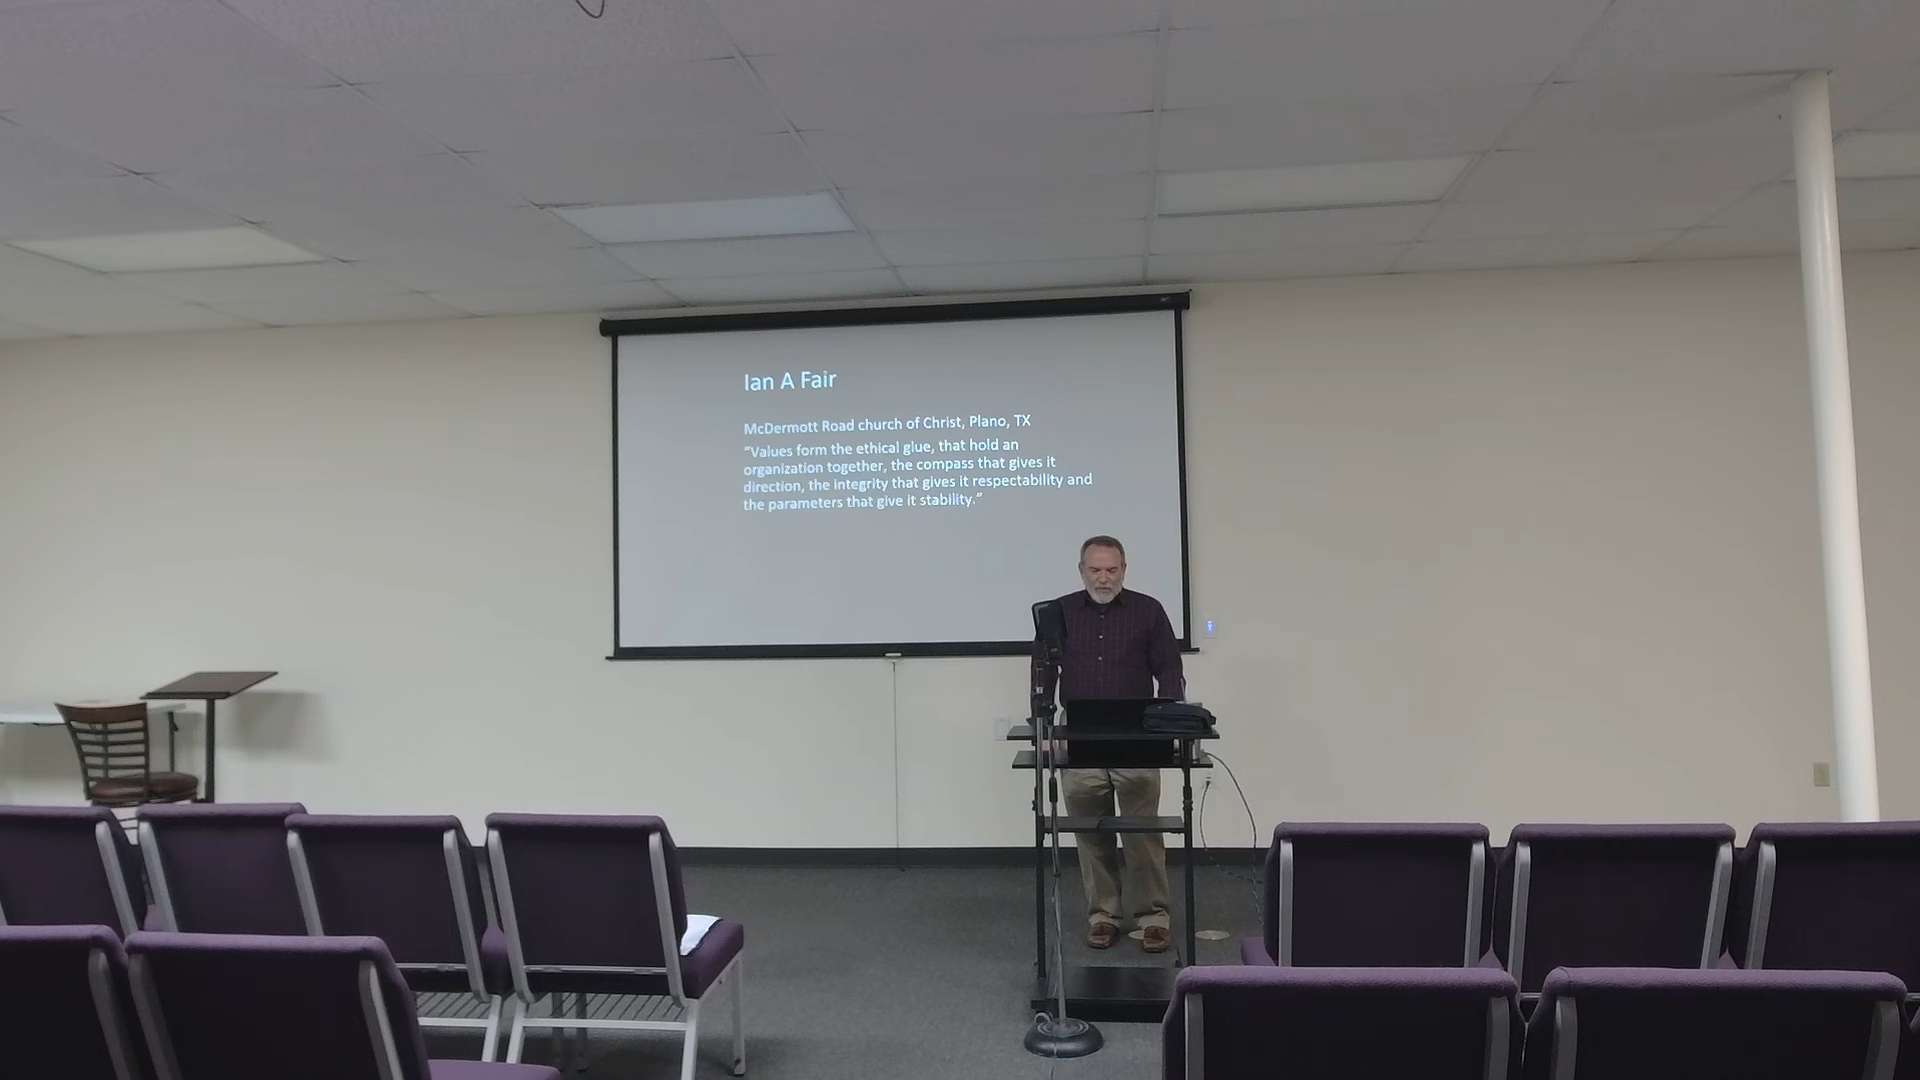 Ian A Fair
McDermott Road church of Christ, Plano, TX
“Values form the ethical glue, that hold an
organization together, the compass that gives it
direction, the integrity that gives it respectability and
the parameters that give it stability.”